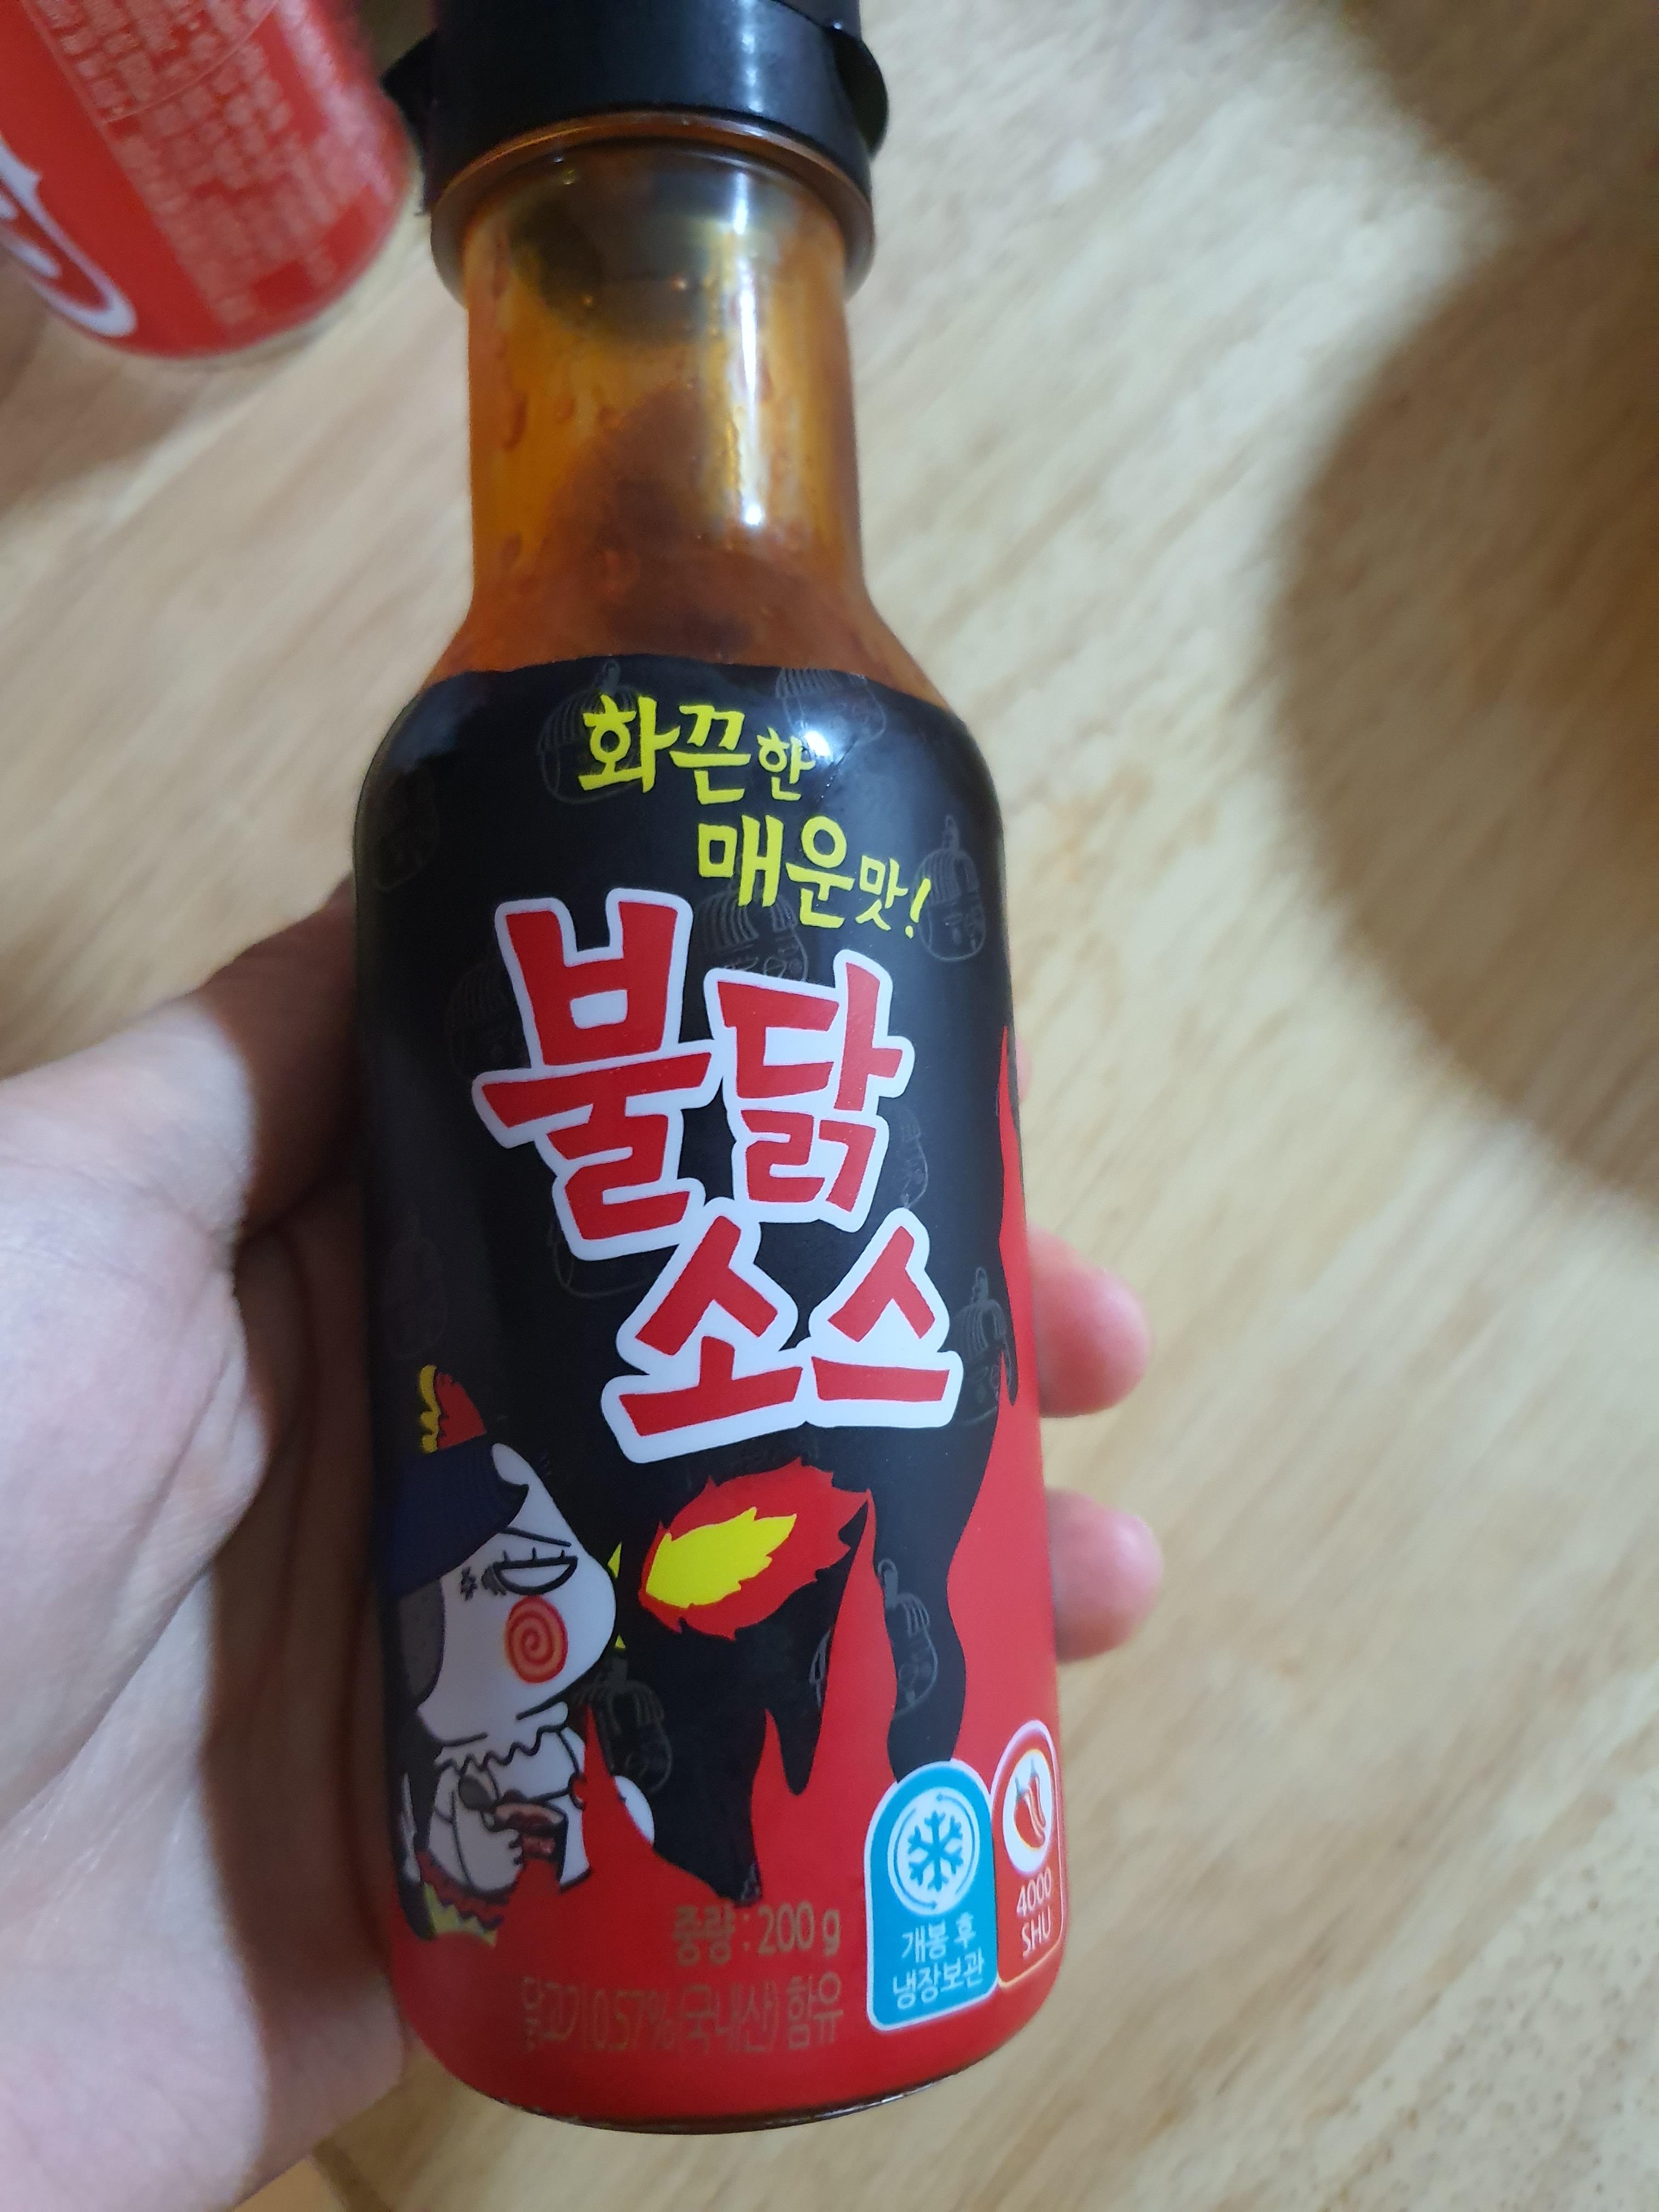 화끈한
매운맛!
불닭
소스
중량 : 200 g
닭고기 0.57%(국내산) 함유
개봉 후
냉장보관
4000
SHU